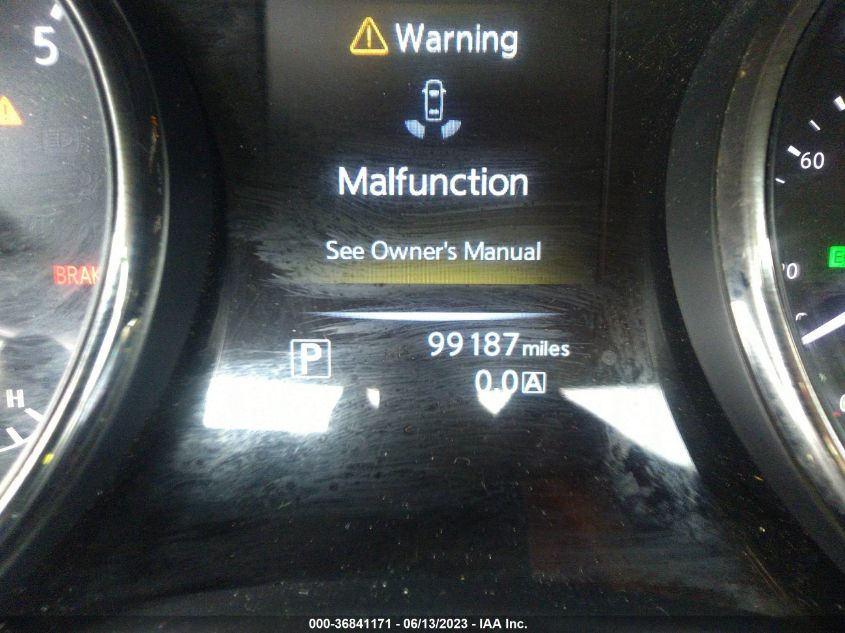 5
Warning
Malfunction
60
See Owner's Manual
BRAK
P
99187 miles
0.0 A
H
000-36841171 - 06/13/2023 - IAA Inc.